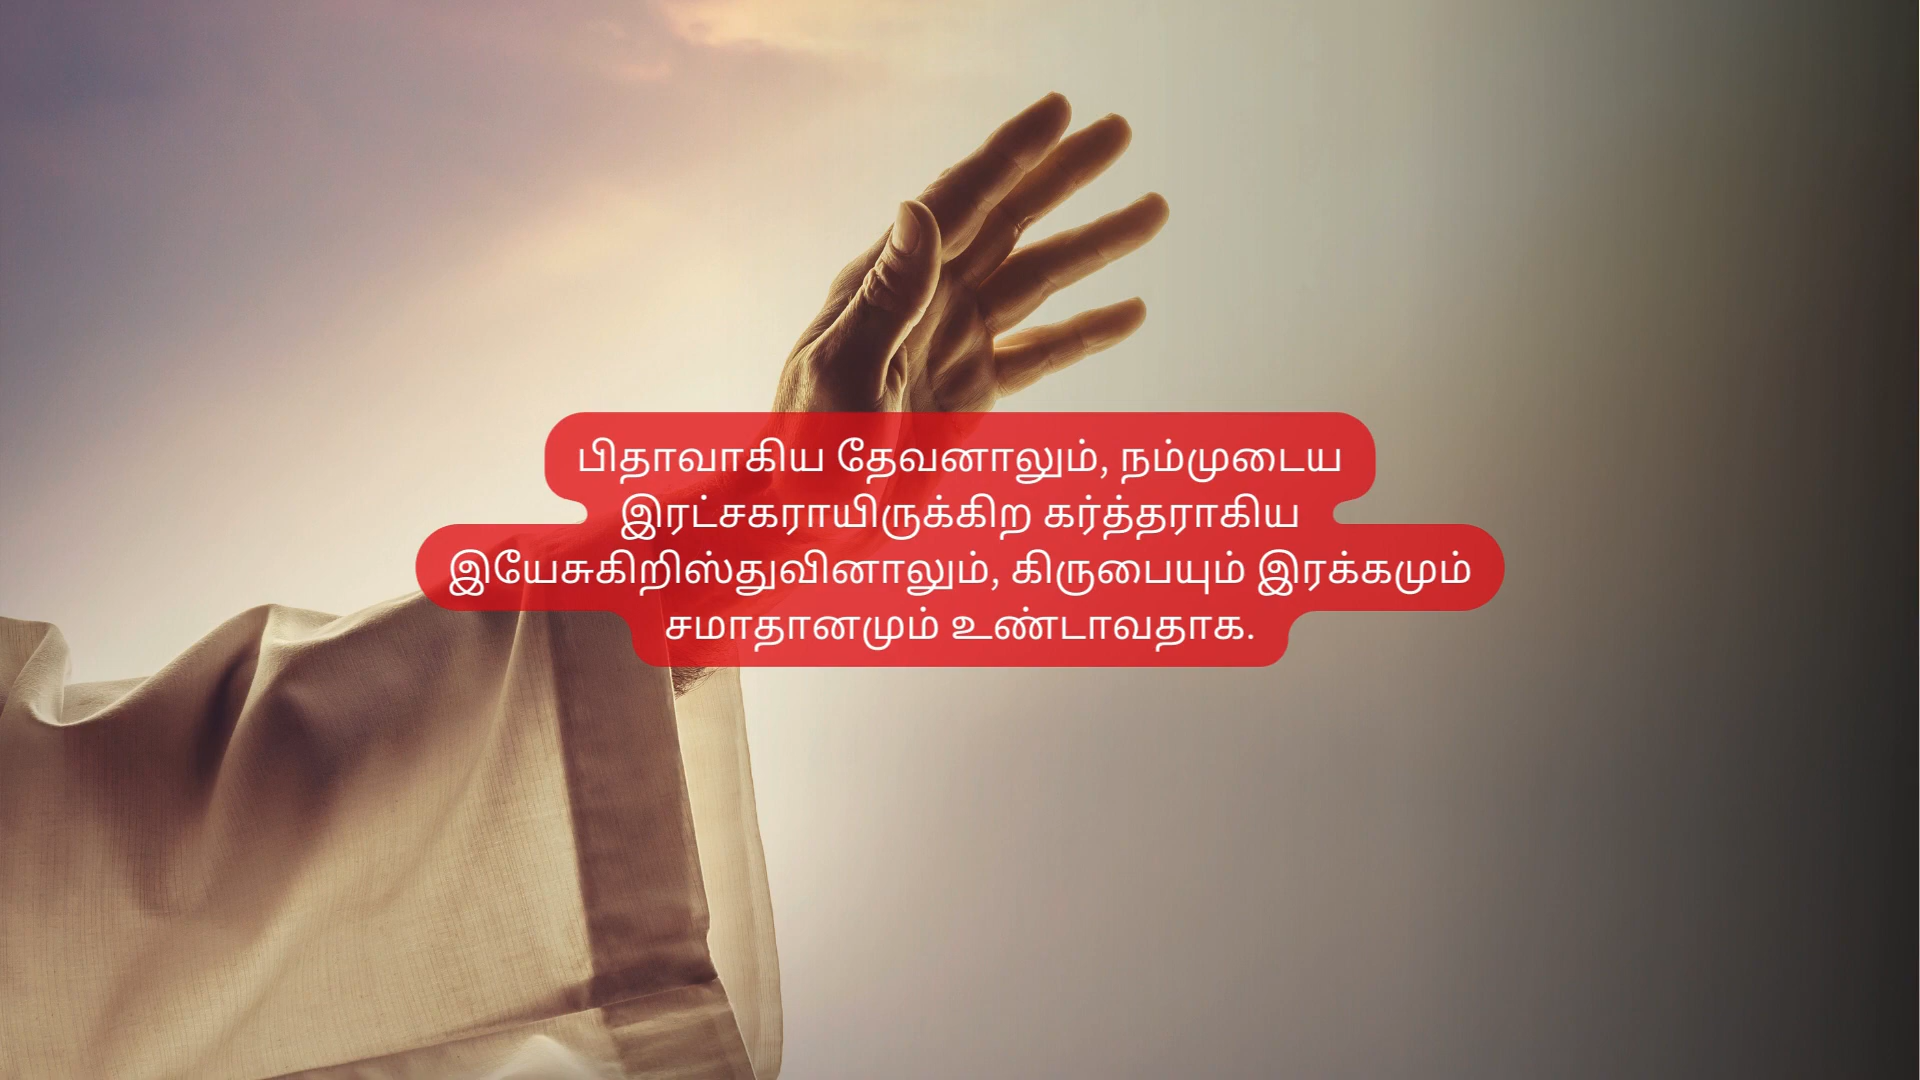 பிதாவாகிய தேவனாலும், நம்முடைய
இரட்சகராயிருக்கிற கர்த்தராகிய
இயேசுகிறிஸ்துவினாலும், கிருபையும் இரக்கமும்
சமாதானமும் உண்டாவதாக.